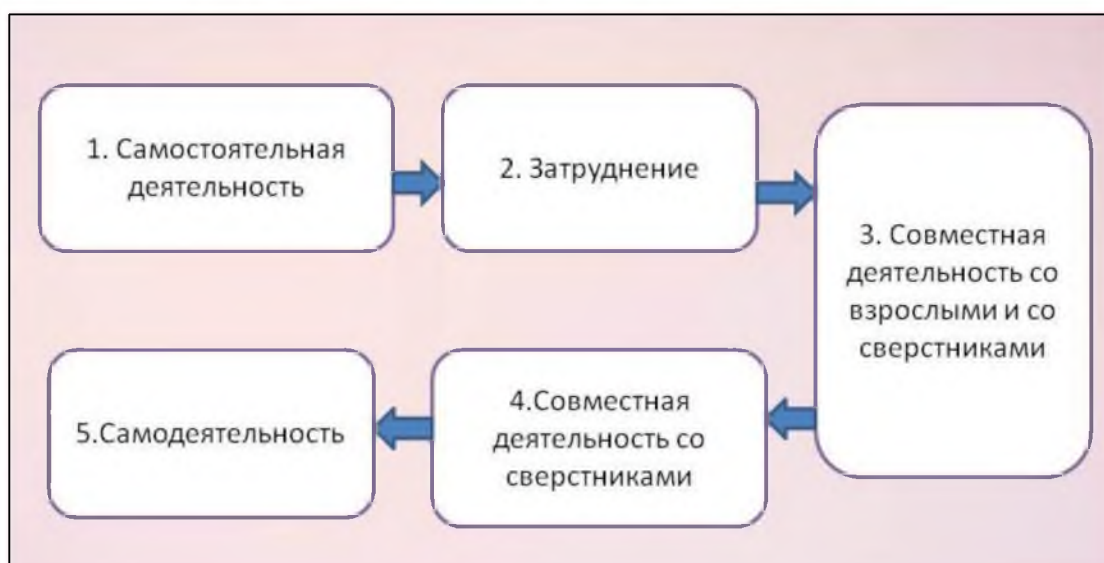 1. Самостоятельная
деятельность
2. Затруднение
3. Совместная
деятельность со
взрослыми и со
сверстниками
4.Совместная
деятельность со
сверстниками
5.Самодеятельность